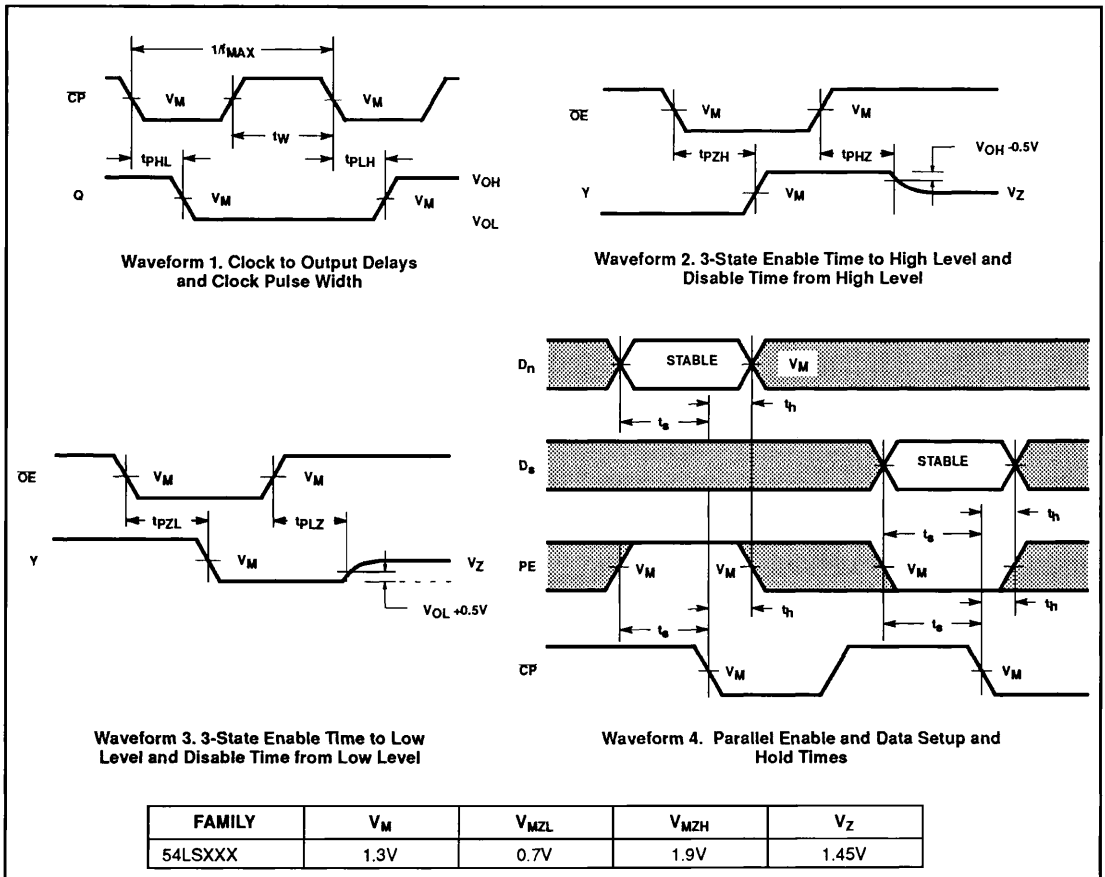 1/fMAX
CP VM VM
tW
tPHL tPLH
Q VM VM VOH
VOL
Waveform 1. Clock to Output Delays
and Clock Pulse Width
OE VM VM
tPZH tPHZ VOH -0.5V
Y VM VZ
Waveform 2. 3-State Enable Time to High Level and
Disable Time from High Level
OE VM VM
tPZL tPLZ
Y VM VZ
VOL +0.5V
Waveform 3. 3-State Enable Time to Low
Level and Disable Time from Low Level
Dn STABLE VM
ts th
Ds STABLE
ts th
PE VM VM VM
ts th ts th
CP VM VM
Waveform 4. Parallel Enable and Data Setup and
Hold Times
FAMILY VM VMZL VMZH VZ
54LSXXX 1.3V 0.7V 1.9V 1.45V